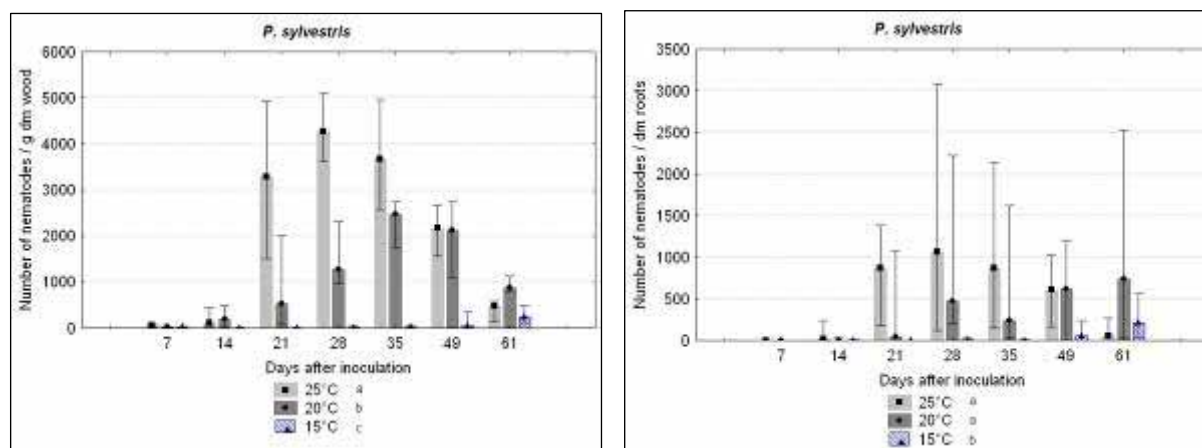 P. sylvestris
6000
5000
4000
3000
2000
1000
0
Number of nematodes / g dm wood
7 14 21 28 35 49 61
Days after inoculation
25°C a
20°C b
15°C c
P. sylvestris
3500
3000
2500
2000
1500
1000
500
0
Number of nematodes / dm roots
7 14 21 28 35 49 61
Days after inoculation
25°C a
20°C a
15°C b